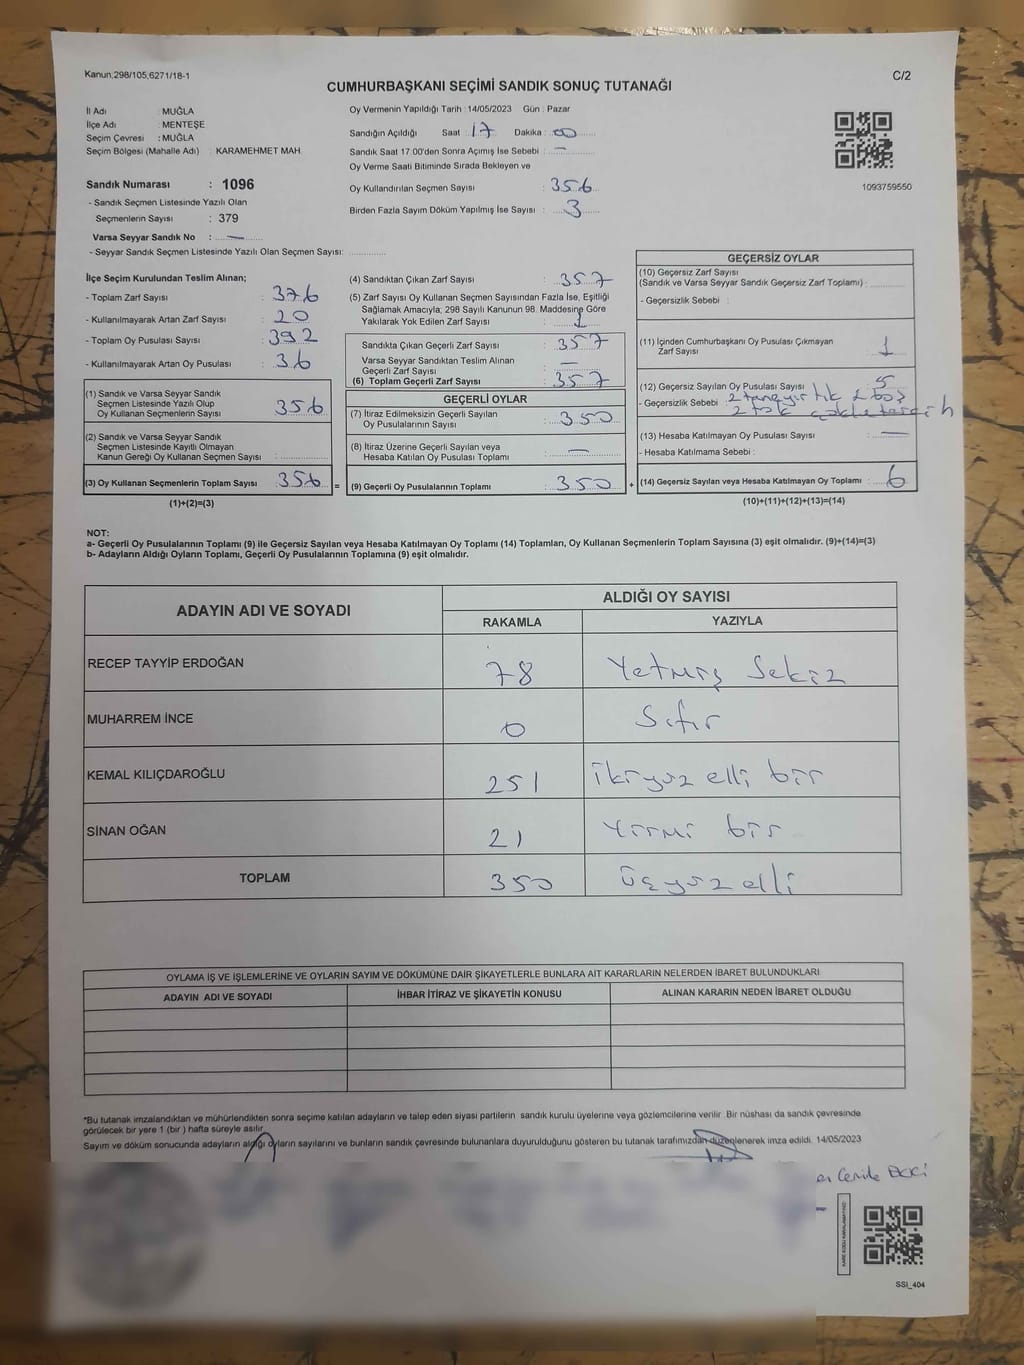 Kanun;298/105,6271/18-1
C/2
CUMHURBAŞKANI SEÇİMİ SANDIK SONUÇ TUTANAĞI
İl Adı : MUĞLA
İlçe Adı : MENTEŞE
Seçim Çevresi : MUĞLA
Seçim Bölgesi (Mahalle Adı) : KARAMEHMET MAH.
Sandık Numarası : 1096
- Sandık Seçmen Listesinde Yazılı Olan
Seçmenlerin Sayısı : 379
Varsa Seyyar Sandık No : —
- Seyyar Sandık Seçmen Listesinde Yazılı Olan Seçmen Sayısı:
Oy Vermenin Yapıldığı Tarih : 14/05/2023 Gün : Pazar
Sandığın Açıldığı Saat : 17 Dakika : 00
Sandık Saat 17.00'den Sonra Açımış İse Sebebi : —
Oy Verme Saati Bitiminde Sırada Bekleyen ve
Oy Kullandırılan Seçmen Sayısı : 356
Birden Fazla Sayım Döküm Yapılmış İse Sayısı : 3
1093759550
İlçe Seçim Kurulundan Teslim Alınan;
- Toplam Zarf Sayısı : 376
- Kullanılmayarak Artan Zarf Sayısı : 20
- Toplam Oy Pusulası Sayısı : 392
- Kullanılmayarak Artan Oy Pusulası : 36
(1) Sandık ve Varsa Seyyar Sandık
Seçmen Listesinde Yazılı Olup
Oy Kullanan Seçmenlerin Sayısı : 356
(2) Sandık ve Varsa Seyyar Sandık
Seçmen Listesinde Kayıtlı Olmayan
Kanun Gereği Oy Kullanan Seçmen Sayısı :
(3) Oy Kullanan Seçmenlerin Toplam Sayısı : 356
(1)+(2)=(3)
=
(4) Sandıktan Çıkan Zarf Sayısı : 357
(5) Zarf Sayısı Oy Kullanan Seçmen Sayısından Fazla İse, Eşitliği
Sağlamak Amacıyla; 298 Sayılı Kanunun 98. Maddesine Göre
Yakılarak Yok Edilen Zarf Sayısı : 1
Sandıkta Çıkan Geçerli Zarf Sayısı : 357
Varsa Seyyar Sandıktan Teslim Alınan
Geçerli Zarf Sayısı : —
(6) Toplam Geçerli Zarf Sayısı : 357
GEÇERLİ OYLAR
(7) İtiraz Edilmeksizin Geçerli Sayılan
Oy Pusulalarının Sayısı : 350
(8) İtiraz Üzerine Geçerli Sayılan veya
Hesaba Katılan Oy Pusulası Toplamı : —
(9) Geçerli Oy Pusulalarının Toplamı : 350
+
GEÇERSİZ OYLAR
(10) Geçersiz Zarf Sayısı
(Sandık ve Varsa Seyyar Sandık Geçersiz Zarf Toplamı) :
- Geçersizlik Sebebi :
(11) İçinden Cumhurbaşkanı Oy Pusulası Çıkmayan
Zarf Sayısı : 1
(12) Geçersiz Sayılan Oy Pusulası Sayısı : 5
- Geçersizlik Sebebi : 2 tane
2
(13) Hesaba Katılmayan Oy Pusulası Sayısı : —
- Hesaba Katılmama Sebebi :
(14) Geçersiz Sayılan veya Hesaba Katılmayan Oy Toplamı : 6
(10)+(11)+(12)+(13)=(14)
NOT:
a- Geçerli Oy Pusulalarının Toplamı (9) ile Geçersiz Sayılan veya Hesaba Katılmayan Oy Toplamı (14) Toplamları, Oy Kullanan Seçmenlerin Toplam Sayısına (3) eşit olmalıdır. (9)+(14)=(3)
b- Adayların Aldığı Oyların Toplamı, Geçerli Oy Pusulalarının Toplamına (9) eşit olmalıdır.
ADAYIN ADI VE SOYADI
ALDIĞI OY SAYISI
RAKAMLA YAZIYLA
RECEP TAYYİP ERDOĞAN 78 Yetmiş Sekiz
MUHARREM İNCE 0 Sıfır
KEMAL KILIÇDAROĞLU 251 ikiyüz elli bir
SİNAN OĞAN 21 Yirmi bir
TOPLAM 350 üçyüz elli
OYLAMA İŞ VE İŞLEMLERİNE VE OYLARIN SAYIM VE DÖKÜMÜNE DAİR ŞİKAYETLERLE BUNLARA AİT KARARLARIN NELERDEN İBARET BULUNDUKLARI
ADAYIN ADI VE SOYADI İHBAR İTİRAZ VE ŞİKAYETİN KONUSU ALINAN KARARIN NEDEN İBARET OLDUĞU
*Bu tutanak imzalandıktan ve mühürlendikten sonra seçime katılan adayların ve talep eden siyasi partilerin sandık kurulu üyelerine veya gözlemcilerine verilir. Bir nüshası da sandık çevresinde
görülecek bir yere 1 (bir) hafta süreyle asılır.
Sayım ve döküm sonucunda adayların aldığı oyların sayılarını ve bunların sandık çevresinde bulunanlara duyurulduğunu gösteren bu tutanak tarafımızdan düzenlenerek imza edildi. 14/05/2023
SSI_404